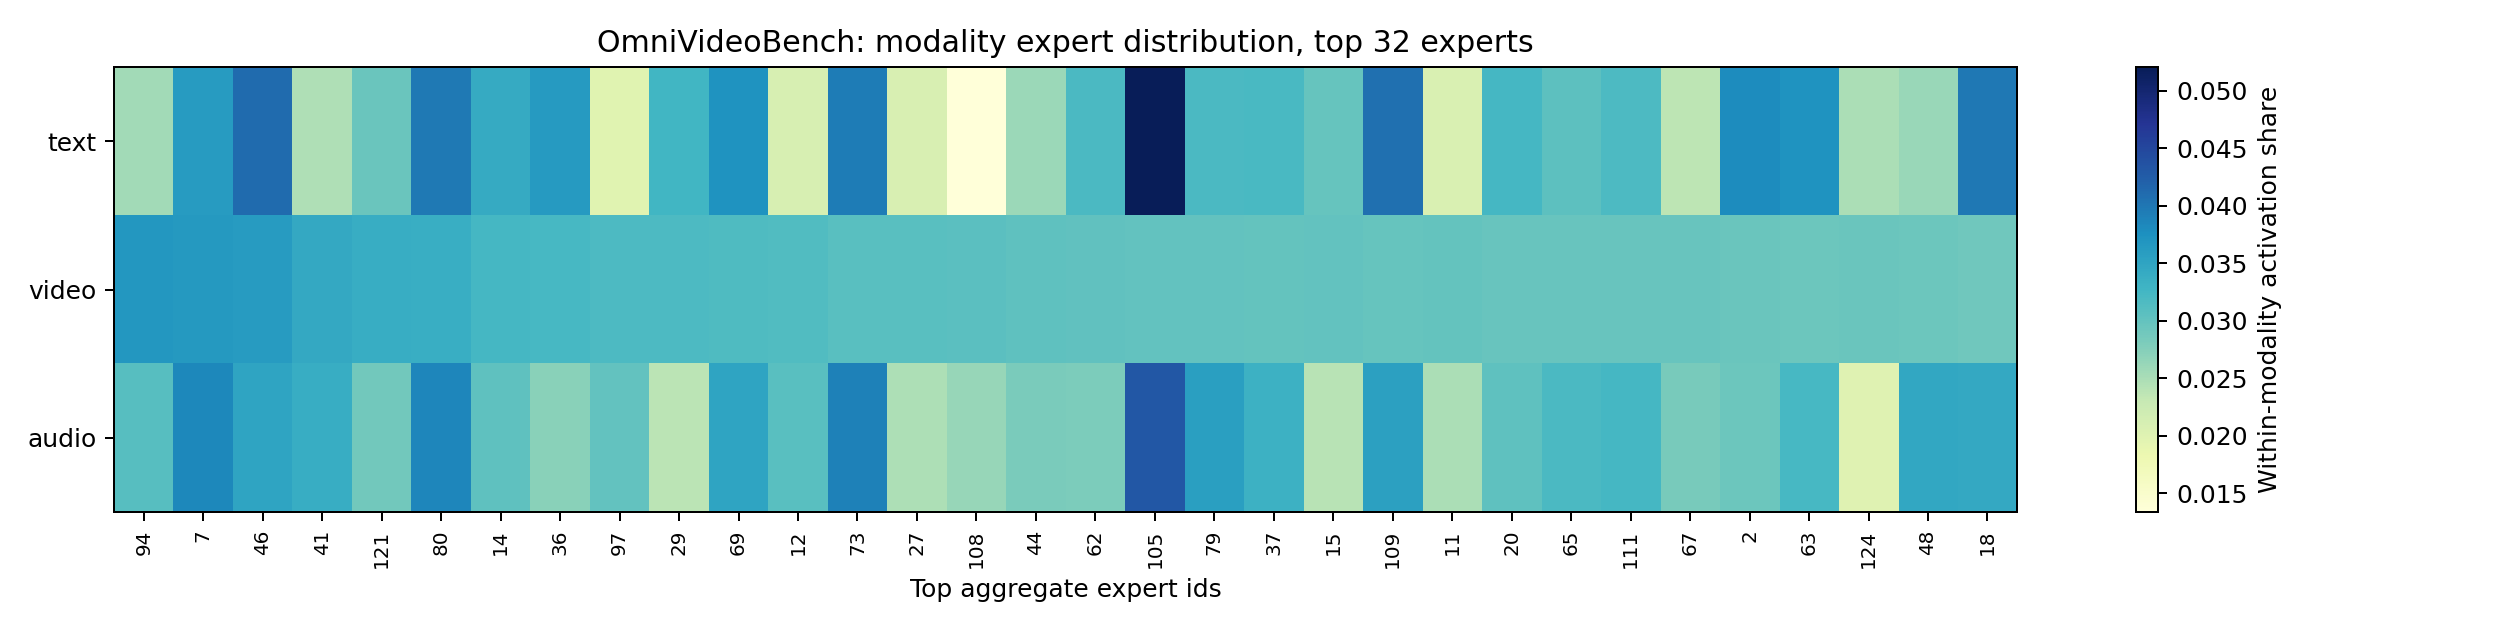 OmniVideoBench: modality expert distribution, top 32 experts
text
video
audio
94 7 46 41 121 80 14 36 97 29 69 12 73 27 108 44 62 105 79 37 15 109 11 20 65 111 67 2 63 124 48 18
Top aggregate expert ids
0.050
0.045
0.040
0.035
0.030
0.025
0.020
0.015
Within-modality activation share